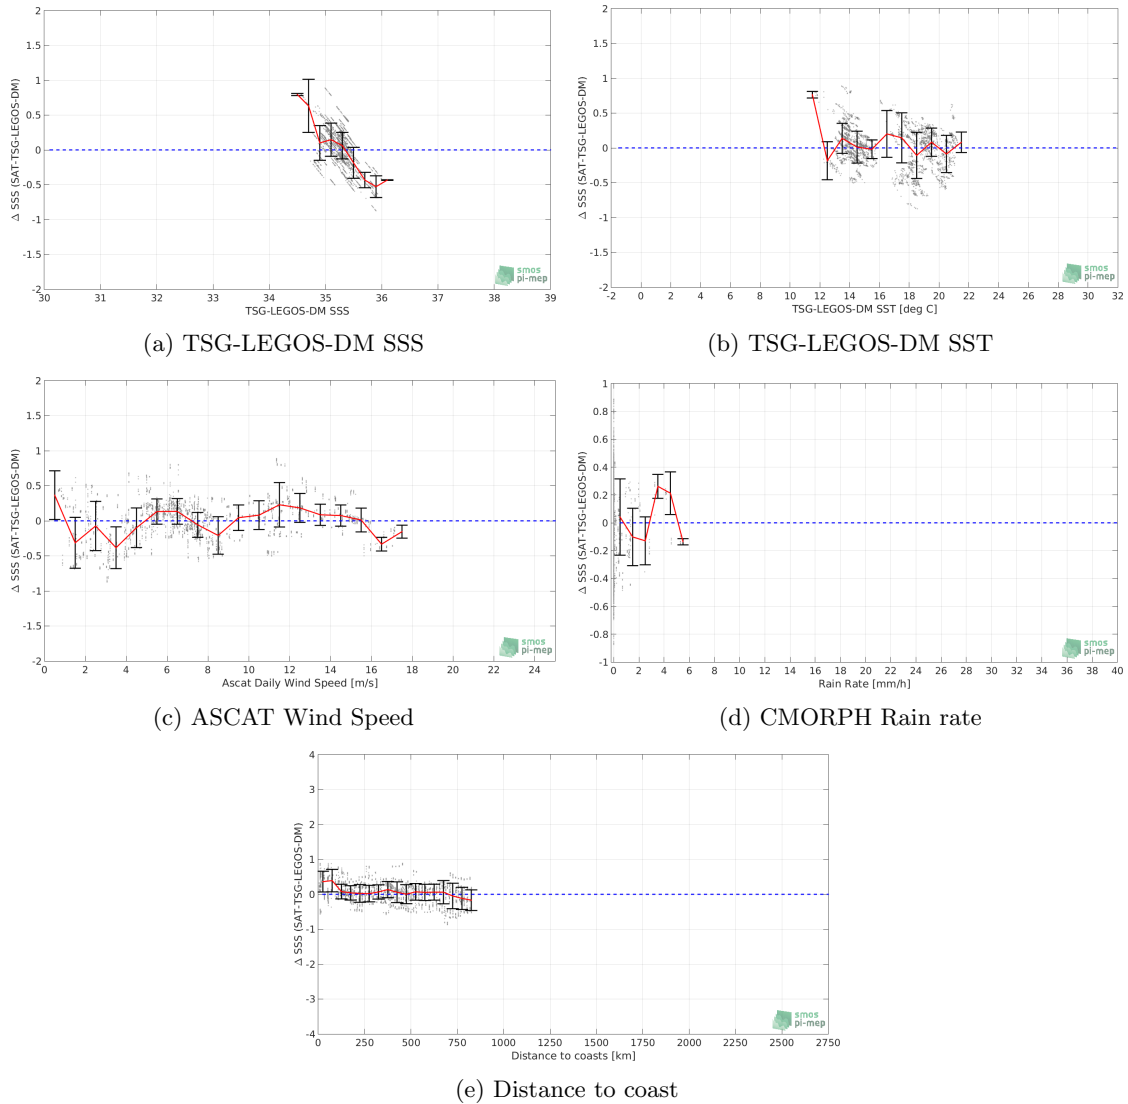 2
1.5
1
0.5
0
-0.5
-1
-1.5
-2
Δ SSS (SAT-TSG-LEGOS-DM)
30 31 32 33 34 35 36 37 38 39
TSG-LEGOS-DM SSS
smos
pi-mep
(a) TSG-LEGOS-DM SSS
2
1.5
1
0.5
0
-0.5
-1
-1.5
-2
Δ SSS (SAT-TSG-LEGOS-DM)
-2 0 2 4 6 8 10 12 14 16 18 20 22 24 26 28 30 32
TSG-LEGOS-DM SST [deg C]
smos
pi-mep
(b) TSG-LEGOS-DM SST
2
1.5
1
0.5
0
-0.5
-1
-1.5
-2
Δ SSS (SAT-TSG-LEGOS-DM)
0 2 4 6 8 10 12 14 16 18 20 22 24
Ascat Daily Wind Speed [m/s]
smos
pi-mep
(c) ASCAT Wind Speed
1
0.8
0.6
0.4
0.2
0
-0.2
-0.4
-0.6
-0.8
-1
Δ SSS (SAT-TSG-LEGOS-DM)
0 2 4 6 8 10 12 14 16 18 20 22 24 26 28 30 32 34 36 38 40
Rain Rate [mm/h]
smos
pi-mep
(d) CMORPH Rain rate
4
3
2
1
0
-1
-2
-3
-4
Δ SSS (SAT-TSG-LEGOS-DM)
0 250 500 750 1000 1250 1500 1750 2000 2250 2500 2750
Distance to coasts [km]
smos
pi-mep
(e) Distance to coast